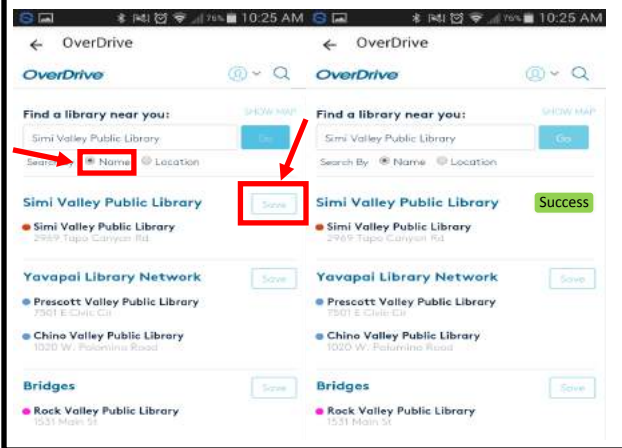 76% 10:25 AM
OverDrive
OverDrive
Find a library near you:
SHOW MAP
Simi Valley Public Library
Go
Search By Name Location
Simi Valley Public Library
Save
Simi Valley Public Library
2969 Tapo Canyon Rd
Yavapai Library Network
Save
Prescott Valley Public Library
7501 E Civic Cir
Chino Valley Public Library
1020 W. Palomino Road
Bridges
Save
Rock Valley Public Library
1531 Main St
76% 10:25 AM
OverDrive
OverDrive
Find a library near you:
SHOW MAP
Simi Valley Public Library
Go
Search By Name Location
Simi Valley Public Library
Success
Simi Valley Public Library
2969 Tapo Canyon Rd
Yavapai Library Network
Save
Prescott Valley Public Library
7501 E Civic Cir
Chino Valley Public Library
1020 W. Palomino Road
Bridges
Save
Rock Valley Public Library
1531 Main St